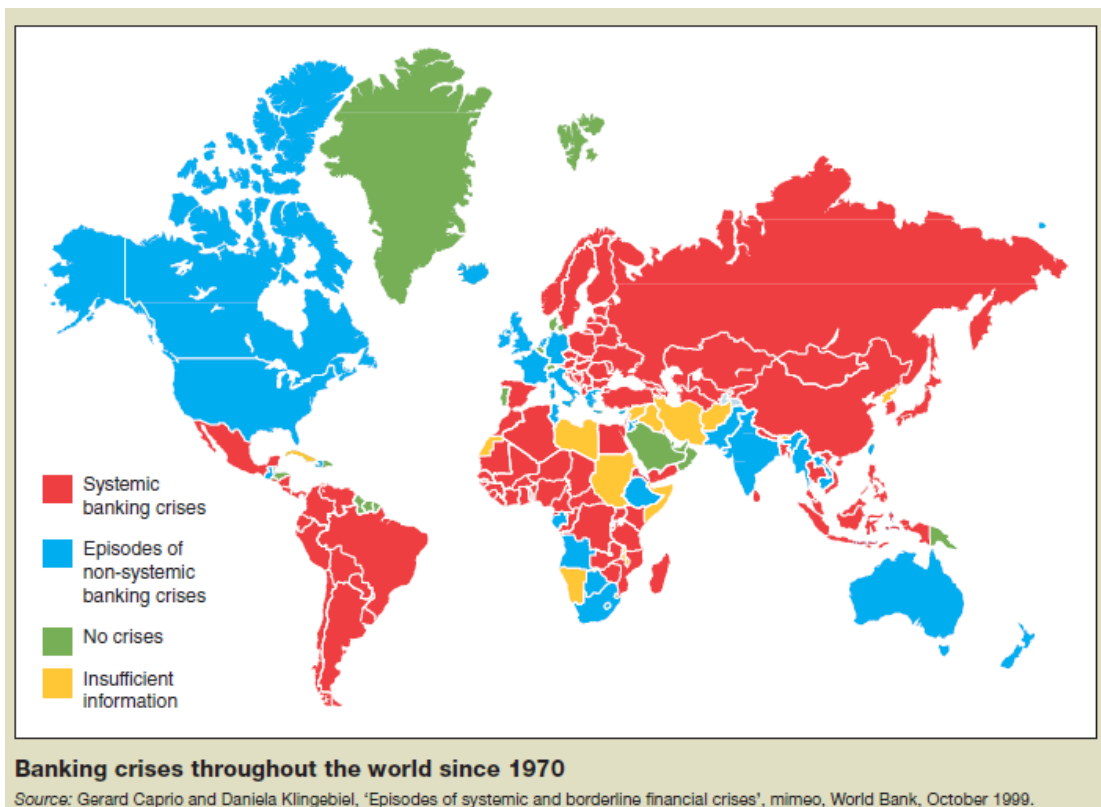 Systemic
banking crises
Episodes of
non-systemic
banking crises
No crises
Insufficient
information
Banking crises throughout the world since 1970
Source: Gerard Caprio and Daniela Klingebiel, ‘Episodes of systemic and borderline financial crises’, mimeo, World Bank, October 1999.